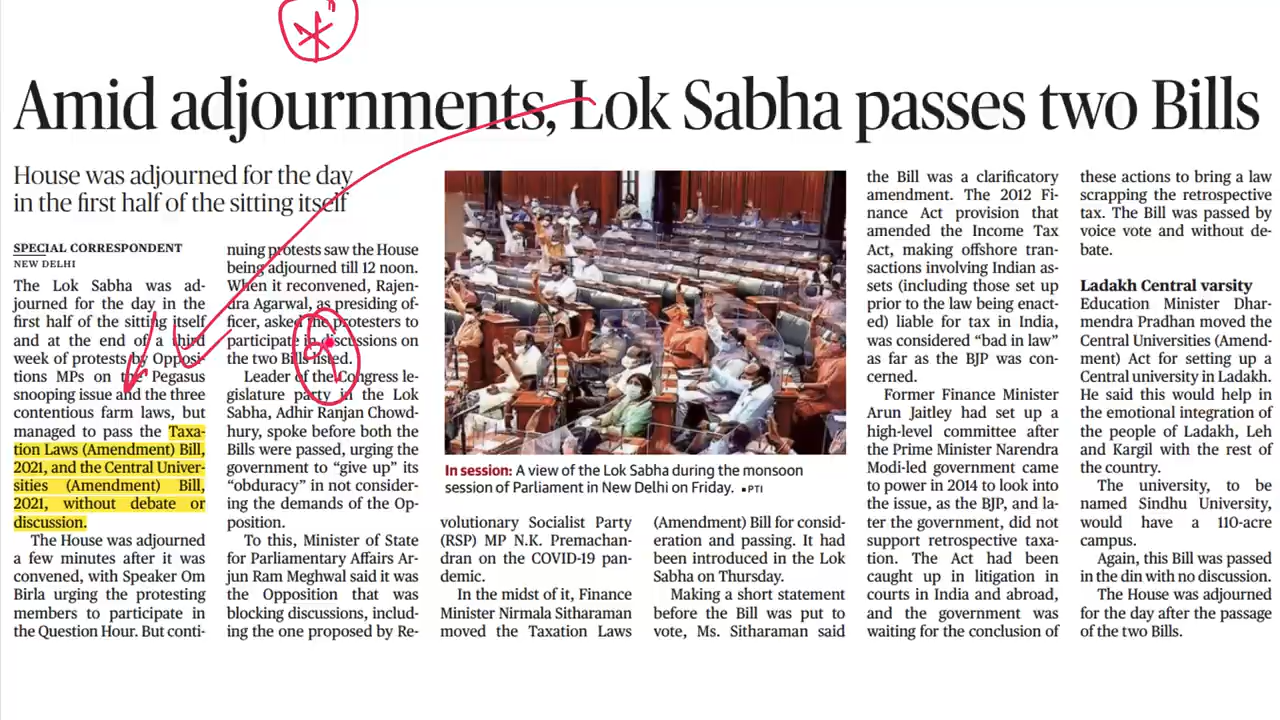 Amid adjournments, Lok Sabha passes two Bills
House was adjourned for the day
in the first half of the sitting itself
SPECIAL CORRESPONDENT
NEW DELHI
The Lok Sabha was ad-
journed for the day in the
first half of the sitting itself
and at the end of a third
week of protests by Opposi-
tions MPs on the Pegasus
snooping issue and the three
contentious farm laws, but
managed to pass the Taxa-
tion Laws (Amendment) Bill,
2021, and the Central Univer-
sities (Amendment) Bill,
2021, without debate or
discussion.
The House was adjourned
a few minutes after it was
convened, with Speaker Om
Birla urging the protesting
members to participate in
the Question Hour. But conti-
nuing protests saw the House
being adjourned till 12 noon.
When it reconvened, Rajen-
dra Agarwal, as presiding of-
ficer, asked the protesters to
participate in discussions on
the two Bills listed.
Leader of the Congress le-
gislature party in the Lok
Sabha, Adhir Ranjan Chowd-
hury, spoke before both the
Bills were passed, urging the
government to “give up” its
“obduracy” in not consider-
ing the demands of the Op-
position.
To this, Minister of State
for Parliamentary Affairs Ar-
jun Ram Meghwal said it was
the Opposition that was
blocking discussions, includ-
ing the one proposed by Re-
In session: A view of the Lok Sabha during the monsoon
session of Parliament in New Delhi on Friday. ▪PTI
volutionary Socialist Party
(RSP) MP N.K. Premachan-
dran on the COVID-19 pan-
demic.
In the midst of it, Finance
Minister Nirmala Sitharaman
moved the Taxation Laws
(Amendment) Bill for consid-
eration and passing. It had
been introduced in the Lok
Sabha on Thursday.
Making a short statement
before the Bill was put to
vote, Ms. Sitharaman said
the Bill was a clarificatory
amendment. The 2012 Fi-
nance Act provision that
amended the Income Tax
Act, making offshore tran-
sactions involving Indian as-
sets (including those set up
prior to the law being enact-
ed) liable for tax in India,
was considered “bad in law”
as far as the BJP was con-
cerned.
Former Finance Minister
Arun Jaitley had set up a
high-level committee after
the Prime Minister Narendra
Modi-led government came
to power in 2014 to look into
the issue, as the BJP, and la-
ter the government, did not
support retrospective taxa-
tion. The Act had been
caught up in litigation in
courts in India and abroad,
and the government was
waiting for the conclusion of
these actions to bring a law
scrapping the retrospective
tax. The Bill was passed by
voice vote and without de-
bate.
Ladakh Central varsity
Education Minister Dhar-
mendra Pradhan moved the
Central Universities (Amend-
ment) Act for setting up a
Central university in Ladakh.
He said this would help in
the emotional integration of
the people of Ladakh, Leh
and Kargil with the rest of
the country.
The university, to be
named Sindhu University,
would have a 110-acre
campus.
Again, this Bill was passed
in the din with no discussion.
The House was adjourned
for the day after the passage
of the two Bills.